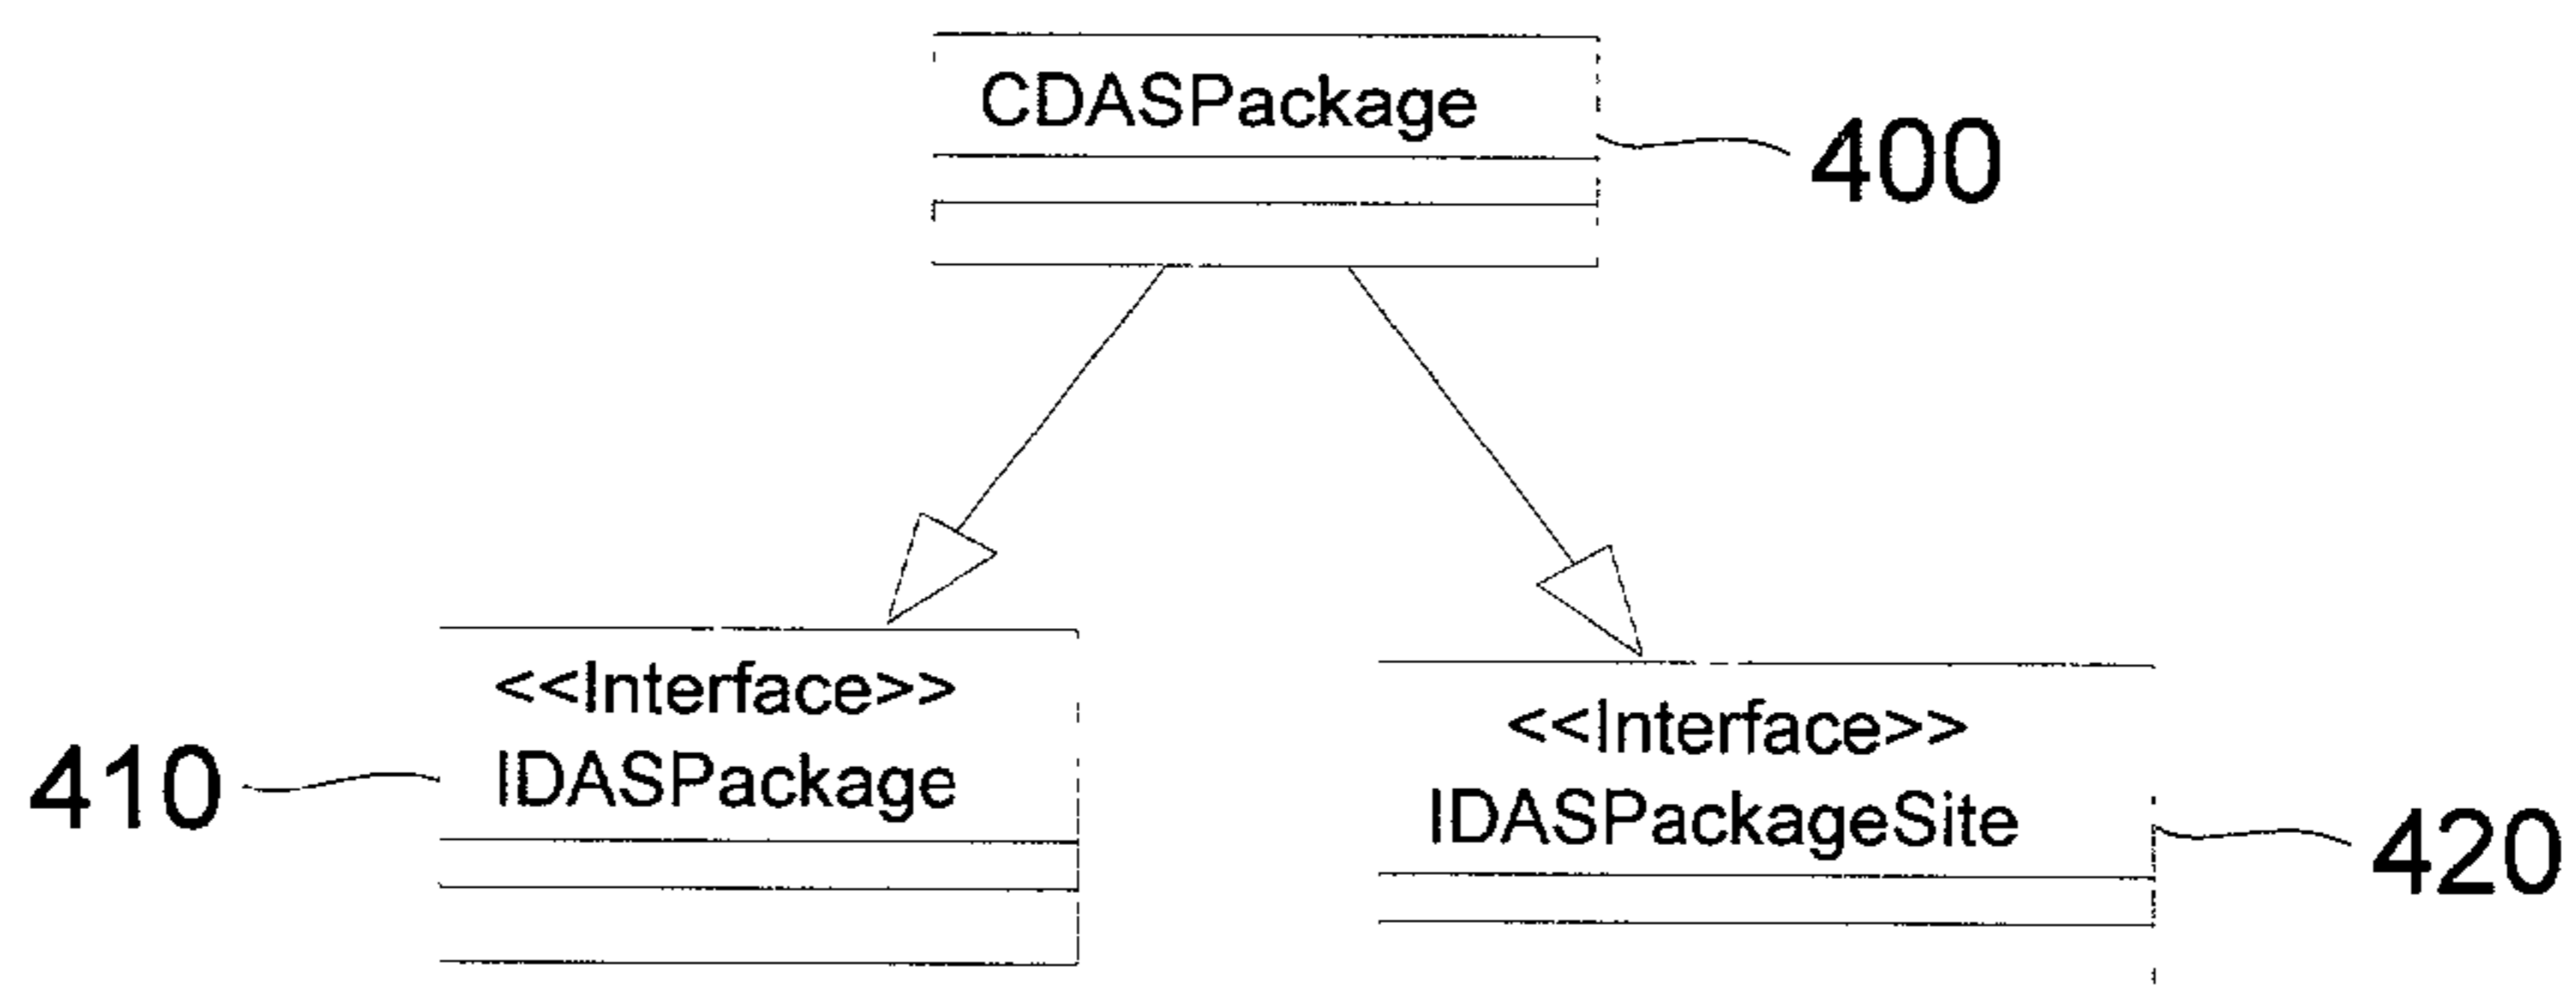 CDASPackage
400
<<Interface>>
IDASPackage
410
<<Interface>>
IDASPackageSite
420